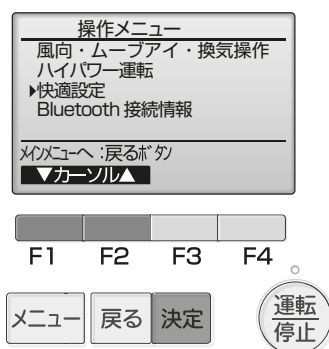 操作メニュー
風向・ムーブアイ・換気操作
ハイパワー運転
▶快適設定
Bluetooth 接続情報
メインメニューへ:戻るボタン
▼カーソル▲
F1 F2 F3 F4
メニュー 戻る 決定 運転
停止